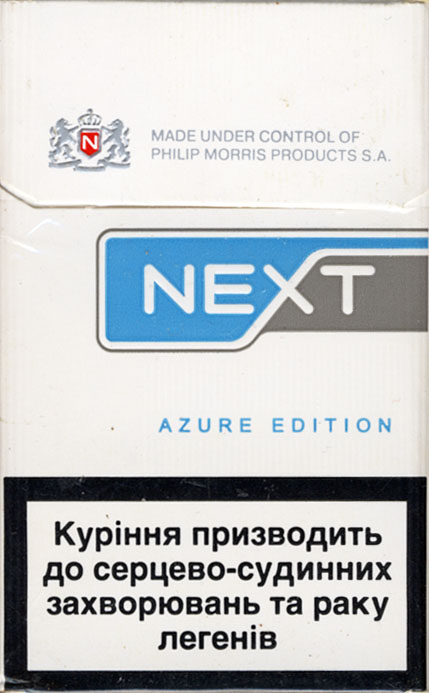 N
MADE UNDER CONTROL OF
PHILIP MORRIS PRODUCTS S.A.
NEXT
AZURE EDITION
Куріння призводить
до серцево-судинних
захворювань та раку
легенів